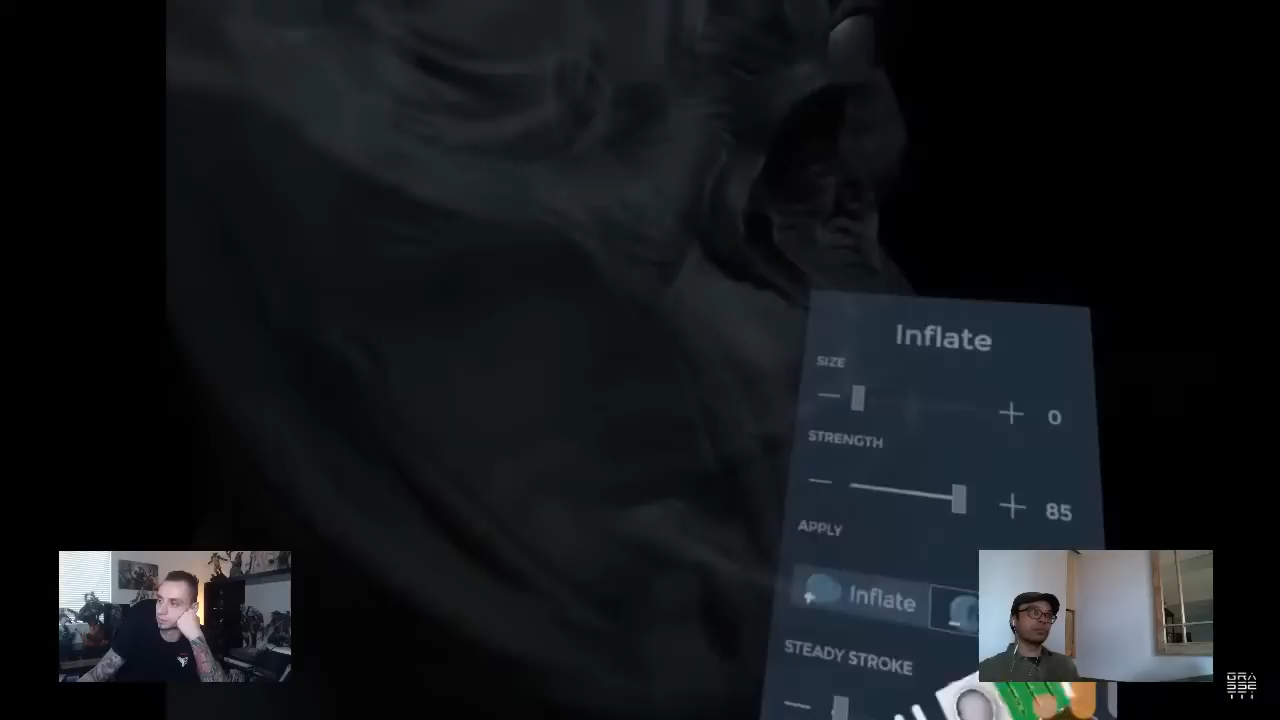 Inflate
SIZE
— + 0
STRENGTH
— + 85
APPLY
Inflate
STEADY STROKE